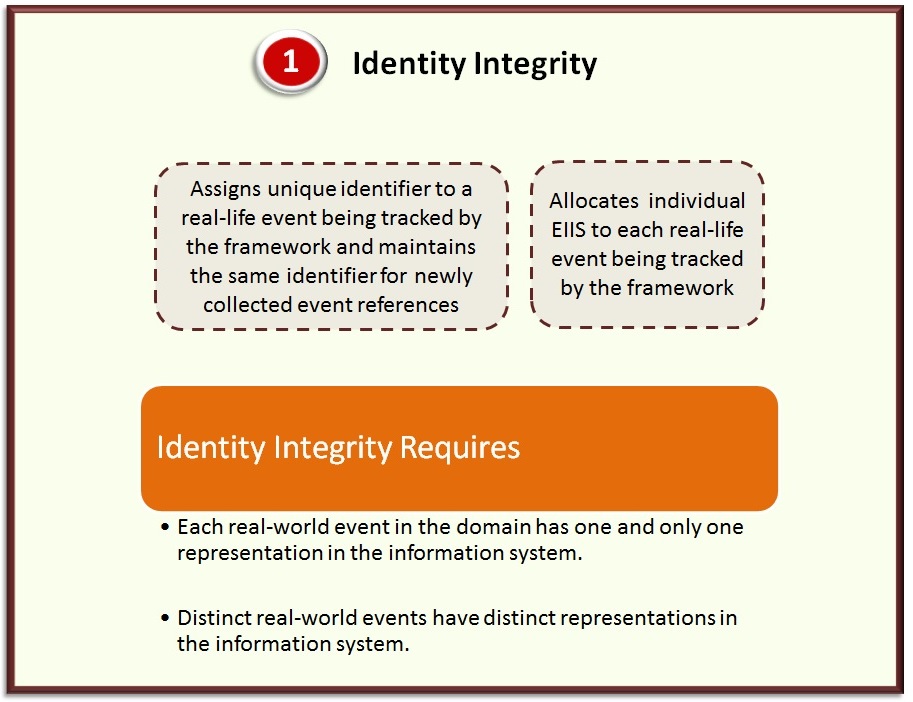 1
Identity Integrity
Assigns unique identifier to a
real-life event being tracked by
the framework and maintains
the same identifier for newly
collected event references
Allocates individual
EIIS to each real-life
event being tracked
by the framework
Identity Integrity Requires
• Each real-world event in the domain has one and only one
representation in the information system.
• Distinct real-world events have distinct representations in
the information system.